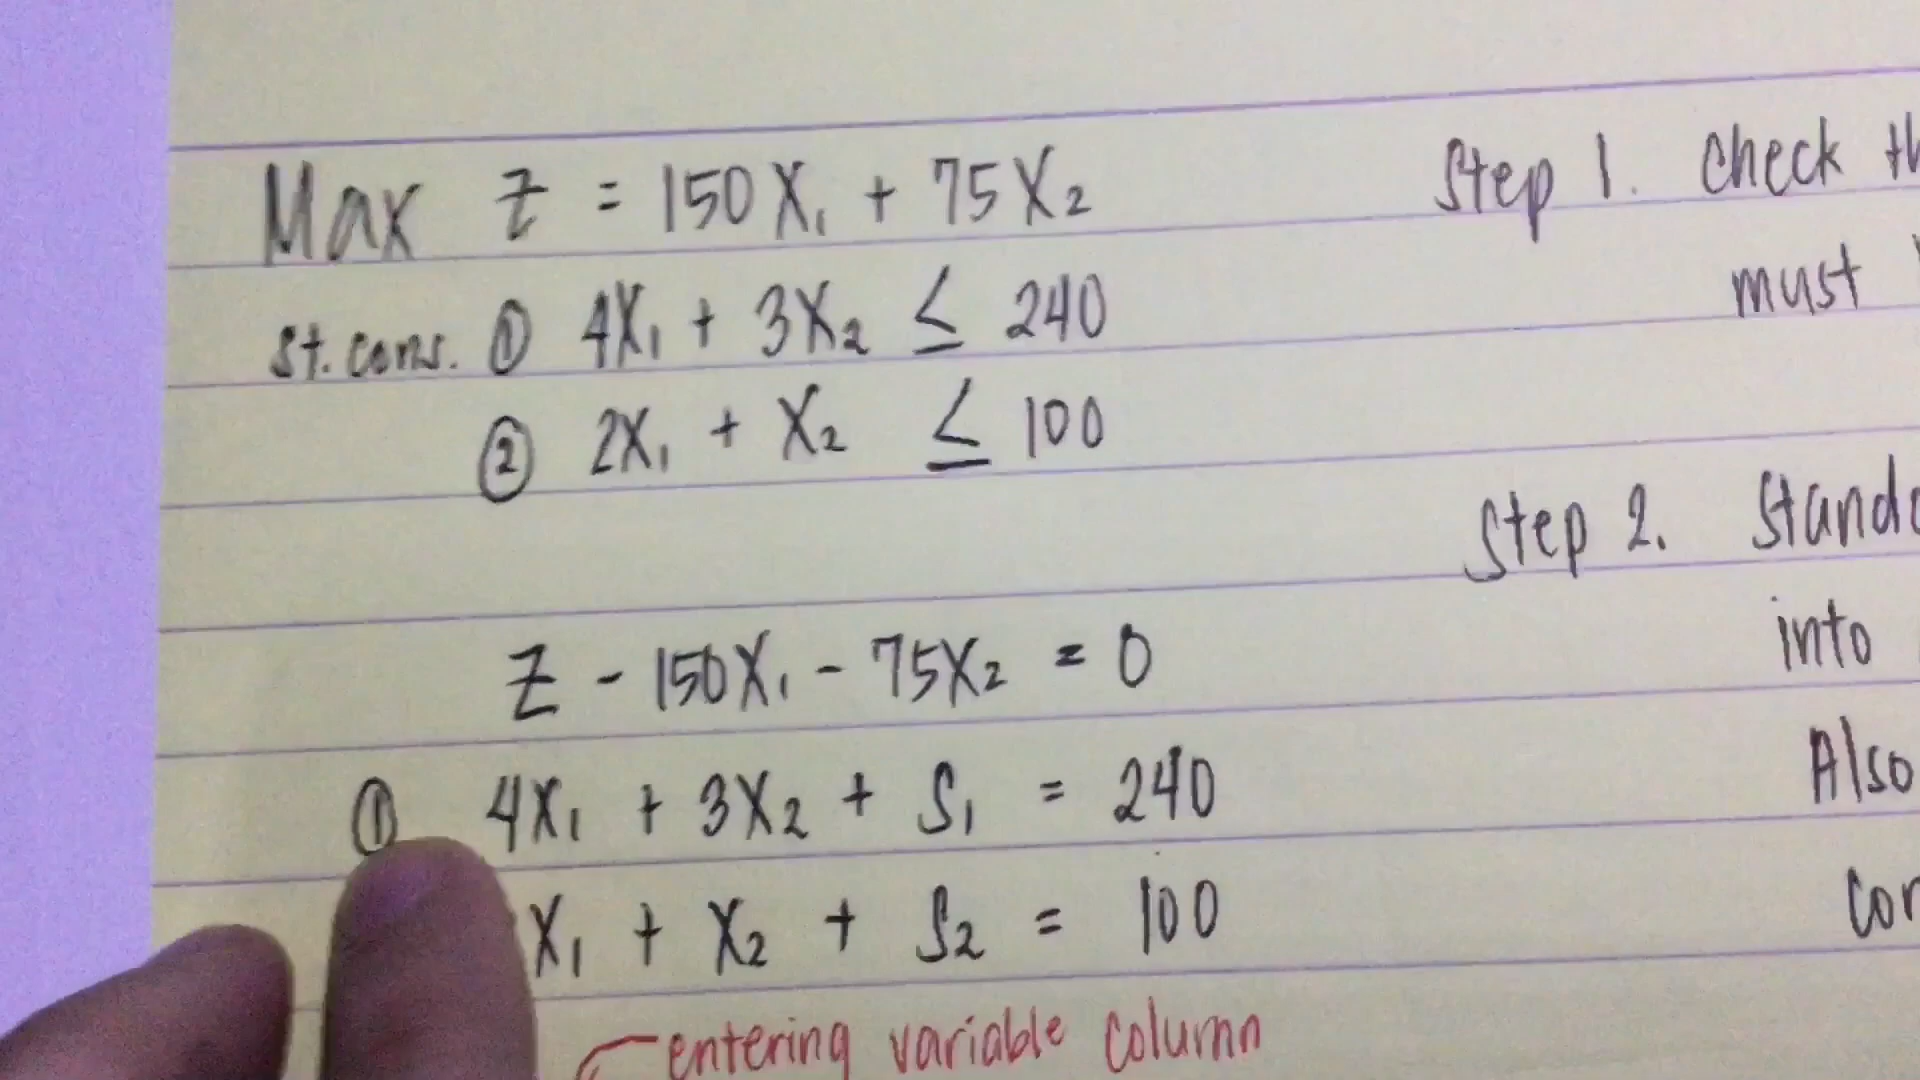 Max Z = 150X₁ + 75X₂
st. cons. ① 4X₁ + 3X₂ ≤ 240
② 2X₁ + X₂ ≤ 100
Z - 150X₁ - 75X₂ = 0
① 4X₁ + 3X₂ + S₁ = 240
X₁ + X₂ + S₂ = 100
entering variable column
Step 1. Check
must
Step 2.
into
Also